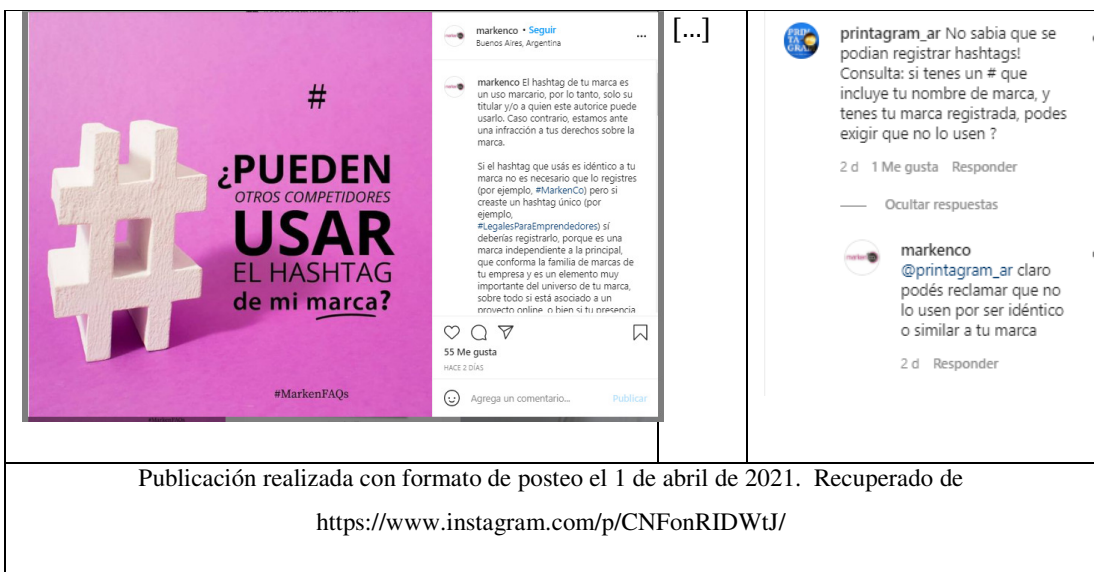 #
¿PUEDEN
OTROS COMPETIDORES
USAR
EL HASHTAG
de mi marca?
#MarkenFAQs
markenco • Seguir
Buenos Aires, Argentina
...
markenco El hashtag de tu marca es
un uso marcario, por lo tanto, solo su
titular y/o a quien este autorice puede
usarlo. Caso contrario, estamos ante
una infracción a tus derechos sobre la
marca.
Si el hashtag que usás es idéntico a tu
marca no es necesario que lo registres
(por ejemplo, #MarkenCo) pero si
creaste un hashtag único (por
ejemplo,
#LegalesParaEmprendedores) sí
deberías registrarlo, porque es una
marca independiente a la principal,
que conforma la familia de marcas de
tu empresa y es un elemento muy
importante del universo de tu marca,
sobre todo si está asociado a un
proyecto online, o bien si tu presencia
55 Me gusta
HACE 2 DÍAS
Agrega un comentario...
Publicar
[...]
PRIN
TA
GRAM
printagram_ar No sabia que se
podian registrar hashtags!
Consulta: si tenes un # que
incluye tu nombre de marca, y
tenes tu marca registrada, podes
exigir que no lo usen ?
2 d 1 Me gusta Responder
Ocultar respuestas
markenco
@printagram_ar claro
podés reclamar que no
lo usen por ser idéntico
o similar a tu marca
2 d Responder
Publicación realizada con formato de posteo el 1 de abril de 2021. Recuperado de
https://www.instagram.com/p/CNFonRIDWtJ/